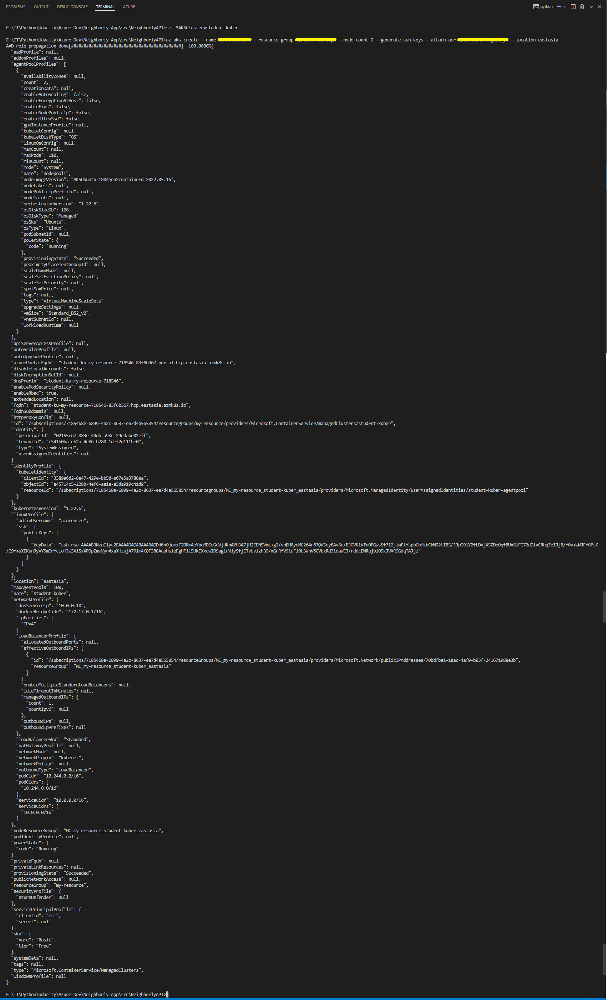 PROBLEMS OUTPUT DEBUG CONSOLE TERMINAL AZURE python
E:\IT\Python\Udacity\Azure Dev\Neighborly App\src\NeighborlyAPI>set $AKSCluster=student-kuber
E:\IT\Python\Udacity\Azure Dev\Neighborly App\src\NeighborlyAPI>az aks create --name --resource-group --node-count 2 --generate-ssh-keys --attach-acr --location eastasia
AAD role propagation done[############################################] 100.0000%{
"aadProfile": null,
"addonProfiles": null,
"agentPoolProfiles": [
{
"availabilityZones": null,
"count": 2,
"creationData": null,
"enableAutoScaling": false,
"enableEncryptionAtHost": false,
"enableFips": false,
"enableNodePublicIp": false,
"enableUltraSsd": false,
"gpuInstanceProfile": null,
"kubeletConfig": null,
"kubeletDiskType": "OS",
"linuxOsConfig": null,
"maxCount": null,
"maxPods": 110,
"minCount": null,
"mode": "System",
"name": "nodepool1",
"nodeImageVersion": "AKSUbuntu-1804gen2containerd-2022.05.16",
"nodeLabels": null,
"nodePublicIpPrefixId": null,
"nodeTaints": null,
"orchestratorVersion": "1.22.6",
"osDiskSizeGb": 128,
"osDiskType": "Managed",
"osSku": "Ubuntu",
"osType": "Linux",
"podSubnetId": null,
"powerState": {
"code": "Running"
},
"provisioningState": "Succeeded",
"proximityPlacementGroupId": null,
"scaleDownMode": null,
"scaleSetEvictionPolicy": null,
"scaleSetPriority": null,
"spotMaxPrice": null,
"tags": null,
"type": "VirtualMachineScaleSets",
"upgradeSettings": null,
"vmSize": "Standard_DS2_v2",
"vnetSubnetId": null,
"workloadRuntime": null
}
],
"apiServerAccessProfile": null,
"autoScalerProfile": null,
"autoUpgradeProfile": null,
"azurePortalFqdn": "student-ku-my-resource-718546-83f6b367.portal.hcp.eastasia.azmk8s.io",
"disableLocalAccounts": false,
"diskEncryptionSetId": null,
"dnsPrefix": "student-ku-my-resource-718546",
"enablePodSecurityPolicy": null,
"enableRbac": true,
"extendedLocation": null,
"fqdn": "student-ku-my-resource-718546-83f6b367.hcp.eastasia.azmk8s.io",
"fqdnSubdomain": null,
"httpProxyConfig": null,
"id": "/subscriptions/7185468e-6899-4a2c-8637-ea7d4a565854/resourcegroups/my-resource/providers/Microsoft.ContainerService/managedClusters/student-kuber",
"identity": {
"principalId": "02155c67-883e-44db-a98c-29edabe02eff",
"tenantId": "c541b0ba-eb2a-4e86-b780-1def2d111be0",
"type": "SystemAssigned",
"userAssignedIdentities": null
},
"identityProfile": {
"kubeletidentity": {
"clientId": "3389a6d2-8e47-429e-bb5d-e67e5a3788ea",
"objectId": "e45714c5-228b-4ef6-aa1a-a5da919c41d9",
"resourceId": "/subscriptions/7185468e-6899-4a2c-8637-ea7d4a565854/resourcegroups/MC_my-resource_student-kuber_eastasia/providers/Microsoft.ManagedIdentity/userAssignedIdentities/student-kuber-agentpool"
}
},
"kubernetesVersion": "1.22.6",
"linuxProfile": {
"adminUsername": "azureuser",
"ssh": {
"publicKeys": [
{
"keyData": "ssh-rsa
}
]
}
},
"location": "eastasia",
"maxAgentPools": 100,
"name": "student-kuber",
"networkProfile": {
"dnsServiceIp": "10.0.0.10",
"dockerBridgeCidr": "172.17.0.1/16",
"ipFamilies": [
"IPv4"
],
"loadBalancerProfile": {
"allocatedOutboundPorts": null,
"effectiveOutboundIPs": [
{
"id": "/subscriptions/7185468e-6899-4a2c-8637-ea7d4a565854/resourceGroups/MC_my-resource_student-kuber_eastasia/providers/Microsoft.Network/publicIPAddresses/70bdfba1-1aac-4af9-b03f-241671988e3b",
"resourceGroup": "MC_my-resource_student-kuber_eastasia"
}
],
"enableMultipleStandardLoadBalancers": null,
"idleTimeoutInMinutes": null,
"managedOutboundIPs": {
"count": 1,
"countIpv6": null
},
"outboundIPs": null,
"outboundIpPrefixes": null
},
"loadBalancerSku": "Standard",
"natGatewayProfile": null,
"networkMode": null,
"networkPlugin": "kubenet",
"networkPolicy": null,
"outboundType": "loadBalancer",
"podCidr": "10.244.0.0/16",
"podCidrs": [
"10.244.0.0/16"
],
"serviceCidr": "10.0.0.0/16",
"serviceCidrs": [
"10.0.0.0/16"
]
},
"nodeResourceGroup": "MC_my-resource_student-kuber_eastasia",
"podIdentityProfile": null,
"powerState": {
"code": "Running"
},
"privateFqdn": null,
"privateLinkResources": null,
"provisioningState": "Succeeded",
"publicNetworkAccess": null,
"resourceGroup": "my-resource",
"securityProfile": {
"azureDefender": null
},
"servicePrincipalProfile": {
"clientId": "msi",
"secret": null
},
"sku": {
"name": "Basic",
"tier": "Free"
},
"systemData": null,
"tags": null,
"type": "Microsoft.ContainerService/ManagedClusters",
"windowsProfile": null
}
E:\IT\Python\Udacity\Azure Dev\Neighborly App\src\NeighborlyAPI>